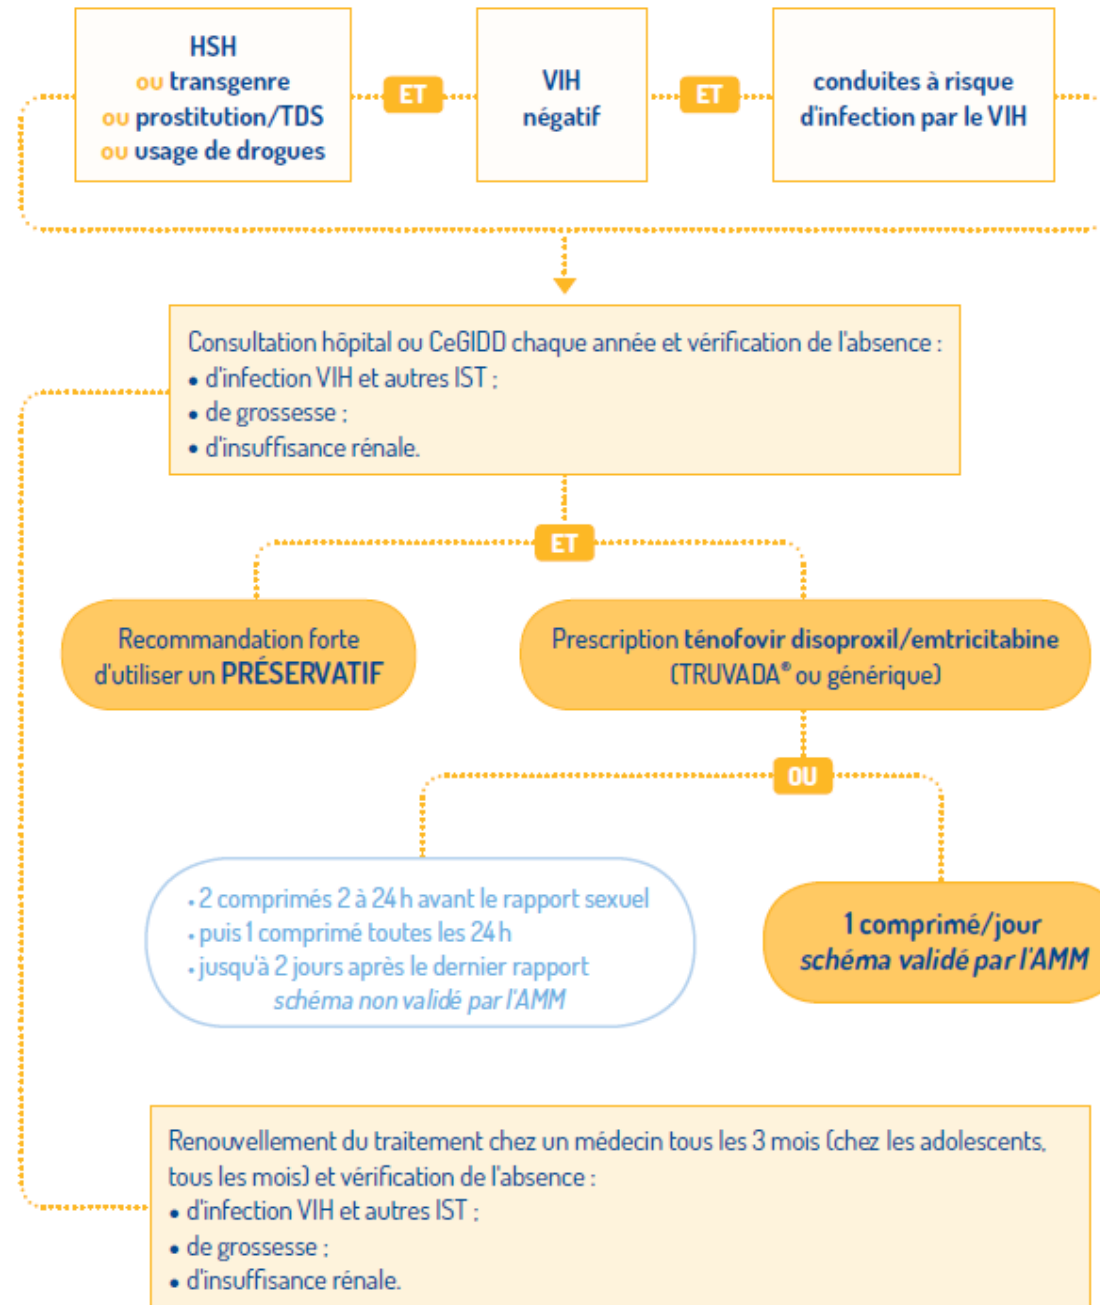 HSH
ou transgenre
ou prostitution/TDS
ou usage de drogues
ET
VIH
négatif
ET
conduites à risque
d'infection par le VIH
Consultation hôpital ou CeGIDD chaque année et vérification de l'absence :
• d'infection VIH et autres IST ;
• de grossesse ;
• d'insuffisance rénale.
ET
Recommandation forte
d'utiliser un PRÉSERVATIF
Prescription ténofovir disoproxil/emtricitabine
(TRUVADA® ou générique)
OU
• 2 comprimés 2 à 24 h avant le rapport sexuel
• puis 1 comprimé toutes les 24 h
• jusqu'à 2 jours après le dernier rapport
schéma non validé par l'AMM
1 comprimé/jour
schéma validé par l'AMM
Renouvellement du traitement chez un médecin tous les 3 mois (chez les adolescents,
tous les mois) et vérification de l'absence :
• d'infection VIH et autres IST ;
• de grossesse ;
• d'insuffisance rénale.